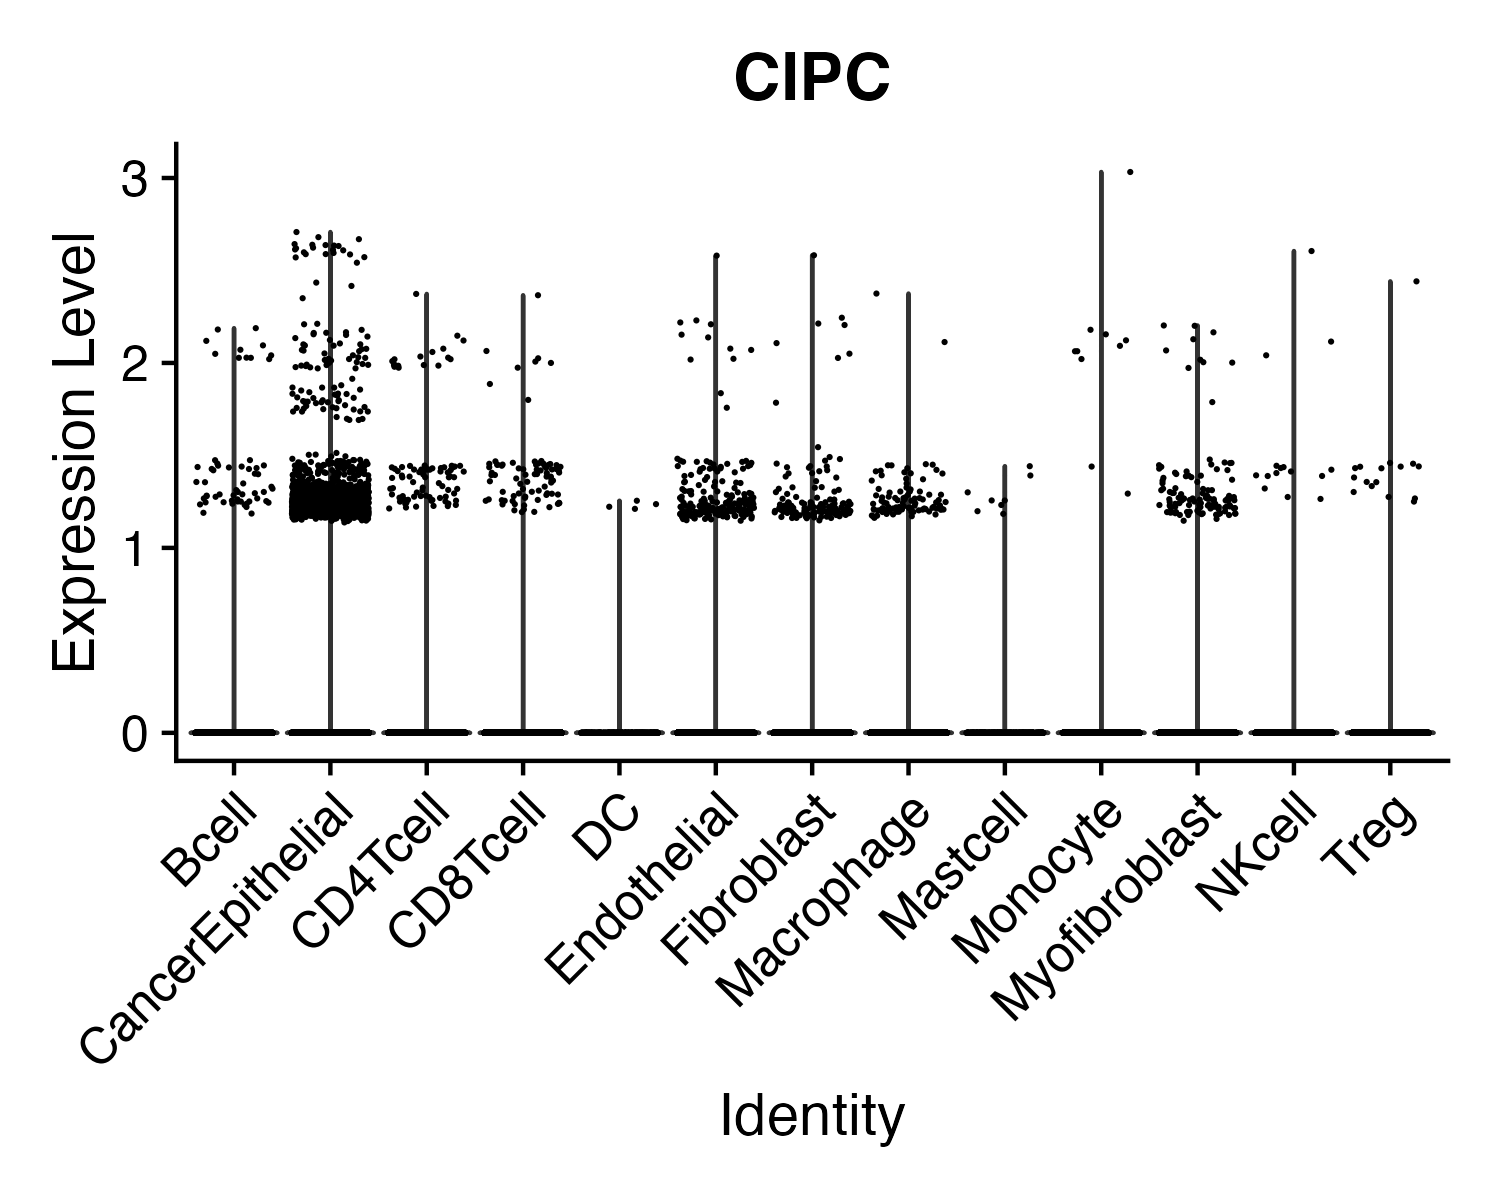 CIPC
Expression Level
3
2
1
0
Bcell
CancerEpithelial
CD4Tcell
CD8Tcell
DC
Endothelial
Fibroblast
Macrophage
Mastcell
Monocyte
Myofibroblast
NKcell
Treg
Identity